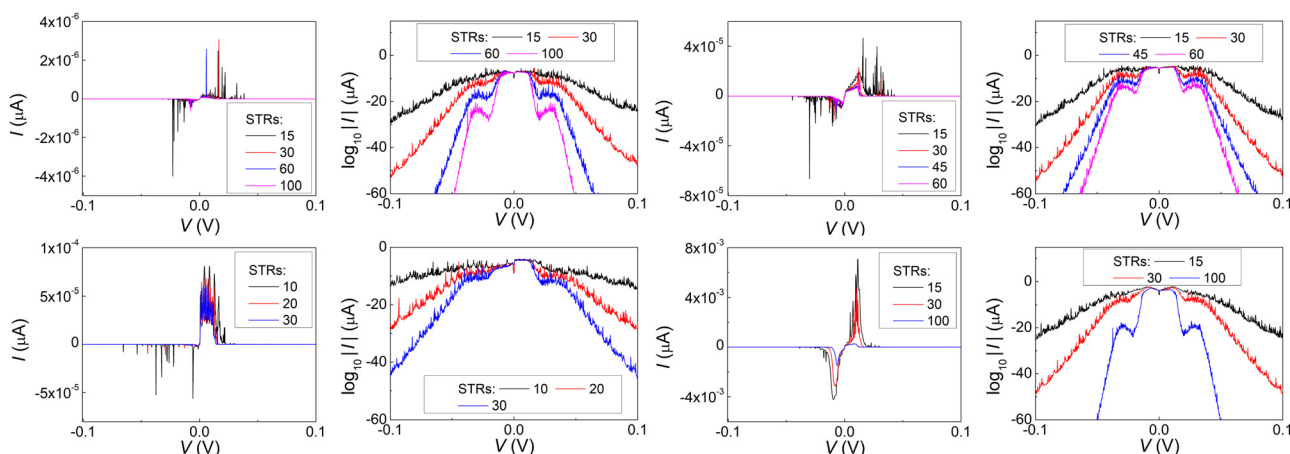 4x10⁻⁶
2x10⁻⁶
0
-2x10⁻⁶
-4x10⁻⁶
I (μA)
STRs:
15
30
60
100
-0.1 0.0 0.1
V (V)
STRs: 15 30
60 100
0
-20
-40
-60
log₁₀|I| (μA)
-0.1 0.0 0.1
V (V)
4x10⁻⁵
0
-4x10⁻⁵
-8x10⁻⁵
I (μA)
STRs:
15
30
45
60
-0.1 0.0 0.1
V (V)
STRs: 15 30
45 60
0
-20
-40
-60
log₁₀|I| (μA)
-0.1 0.0 0.1
V (V)
1x10⁻⁴
5x10⁻⁵
0
-5x10⁻⁵
I (μA)
STRs:
10
20
30
-0.1 0.0 0.1
V (V)
0
-20
-40
-60
log₁₀|I| (μA)
STRs: 10 20
30
-0.1 0.0 0.1
V (V)
8x10⁻³
4x10⁻³
0
-4x10⁻³
I (μA)
STRs:
15
30
100
-0.1 0.0 0.1
V (V)
STRs: 15
30 100
0
-20
-40
-60
log₁₀|I| (μA)
-0.1 0.0 0.1
V (V)